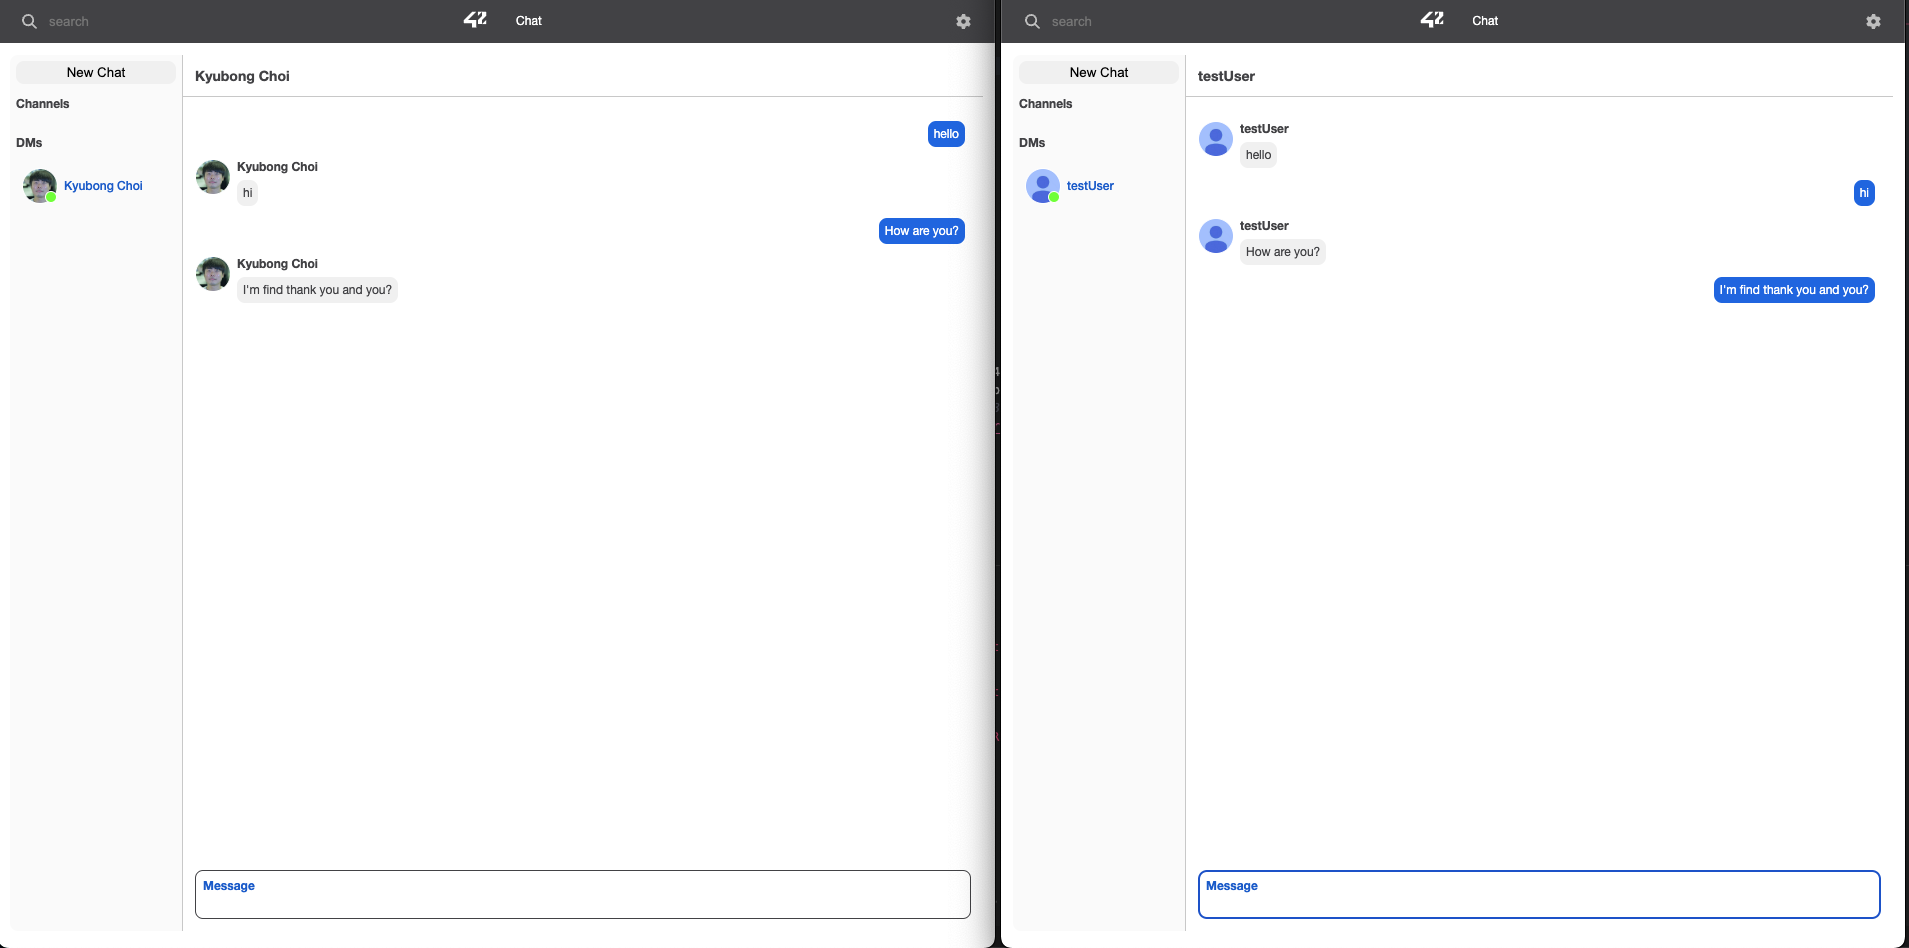 search
42
Chat
New Chat
Channels
DMs
Kyubong Choi
Kyubong Choi
hello
Kyubong Choi
hi
How are you?
Kyubong Choi
I'm find thank you and you?
Message
search
42
Chat
New Chat
Channels
DMs
testUser
testUser
testUser
hello
hi
testUser
How are you?
I'm find thank you and you?
Message